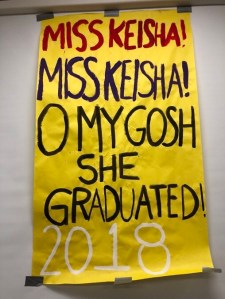 MISS KEISHA!
MISS KEISHA!
O MY GOSH
SHE
GRADUATED!
2018